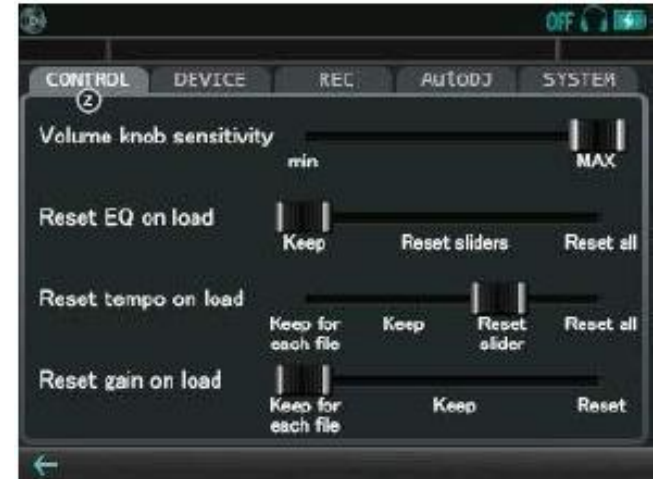 OFF
CONTROL DEVICE REC AUTODJ SYSTEM
2
Volume knob sensitivity
min MAX
Reset EQ on load
Keep Reset sliders Reset all
Reset tempo on load
Keep for each file Keep Reset slider Reset all
Reset gain on load
Keep for each file Keep Reset